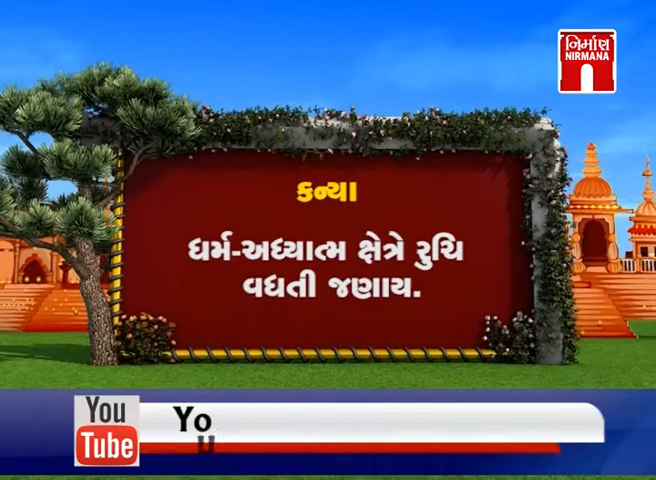 નિર્માણ
NIRMANA
કન્યા
ધર્મ-અધ્યાત્મ ક્ષેત્રે રુચિ
વધતી જણાય.
You
Tube
Yo
u